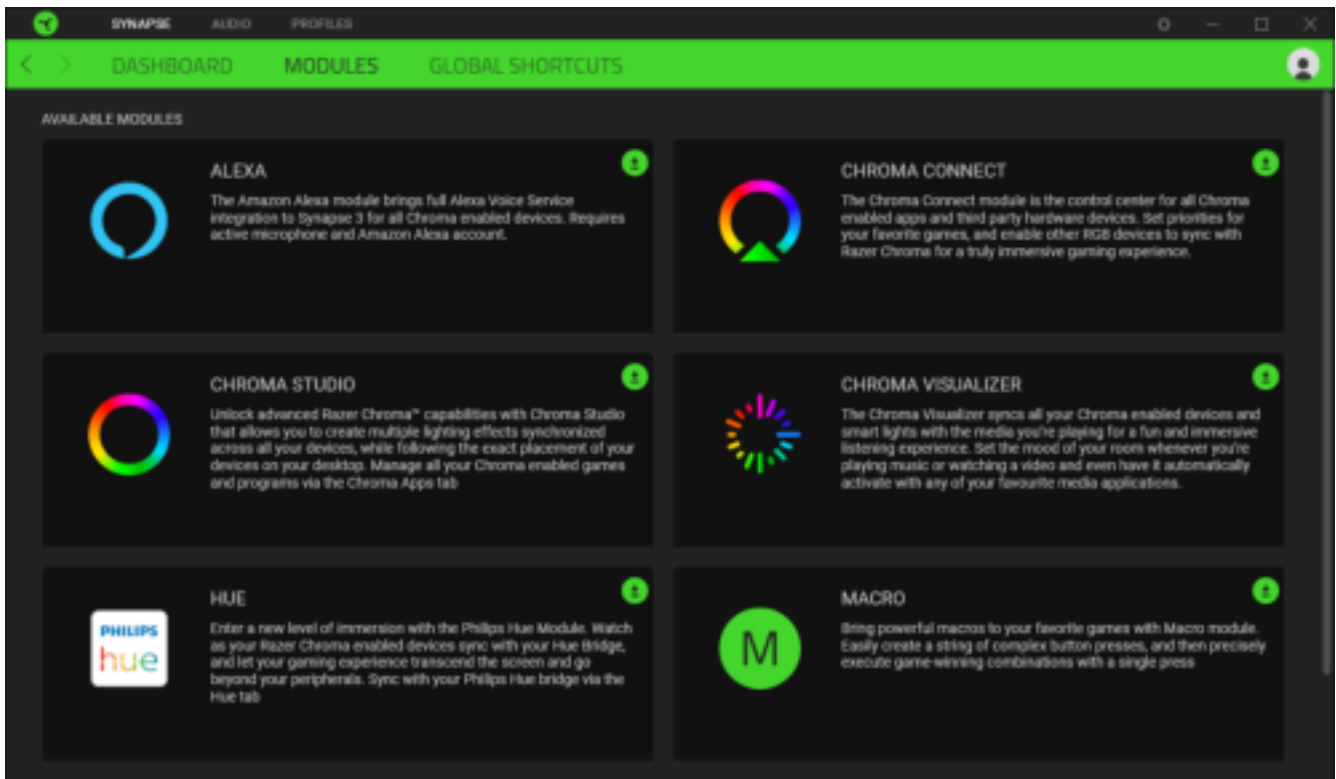 SYNAPSE AUDIO PROFILES
DASHBOARD MODULES GLOBAL SHORTCUTS
AVAILABLE MODULES
ALEXA
The Amazon Alexa module brings full Alexa Voice Service
integration to Synapse 3 for all Chroma enabled devices. Requires
active microphone and Amazon Alexa account.
CHROMA CONNECT
The Chroma Connect module is the control center for all Chroma
enabled apps and third party hardware devices. Set priorities for
your favorite games, and enable other RGB devices to sync with
Razer Chroma for a truly immersive gaming experience.
CHROMA STUDIO
Unlock advanced Razer Chroma™ capabilities with Chroma Studio
that allows you to create multiple lighting effects synchronized
across all your devices, while following the exact placement of your
devices on your desktop. Manage all your Chroma enabled games
and programs via the Chroma Apps tab
CHROMA VISUALIZER
The Chroma Visualizer syncs all your Chroma enabled devices and
smart lights with the media you're playing for a fun and immersive
listening experience. Set the mood of your room whenever you're
playing music or watching a video and even have it automatically
activate with any of your favourite media applications.
PHILIPS
hue
HUE
Enter a new level of immersion with the Philips Hue Module. Watch
as your Razer Chroma enabled devices sync with your Hue Bridge,
and let your gaming experience transcend the screen and go
beyond your peripherals. Sync with your Philips Hue bridge via the
Hue tab
M
MACRO
Bring powerful macros to your favorite games with Macro module.
Easily create a string of complex button presses, and then precisely
execute game-winning combinations with a single press